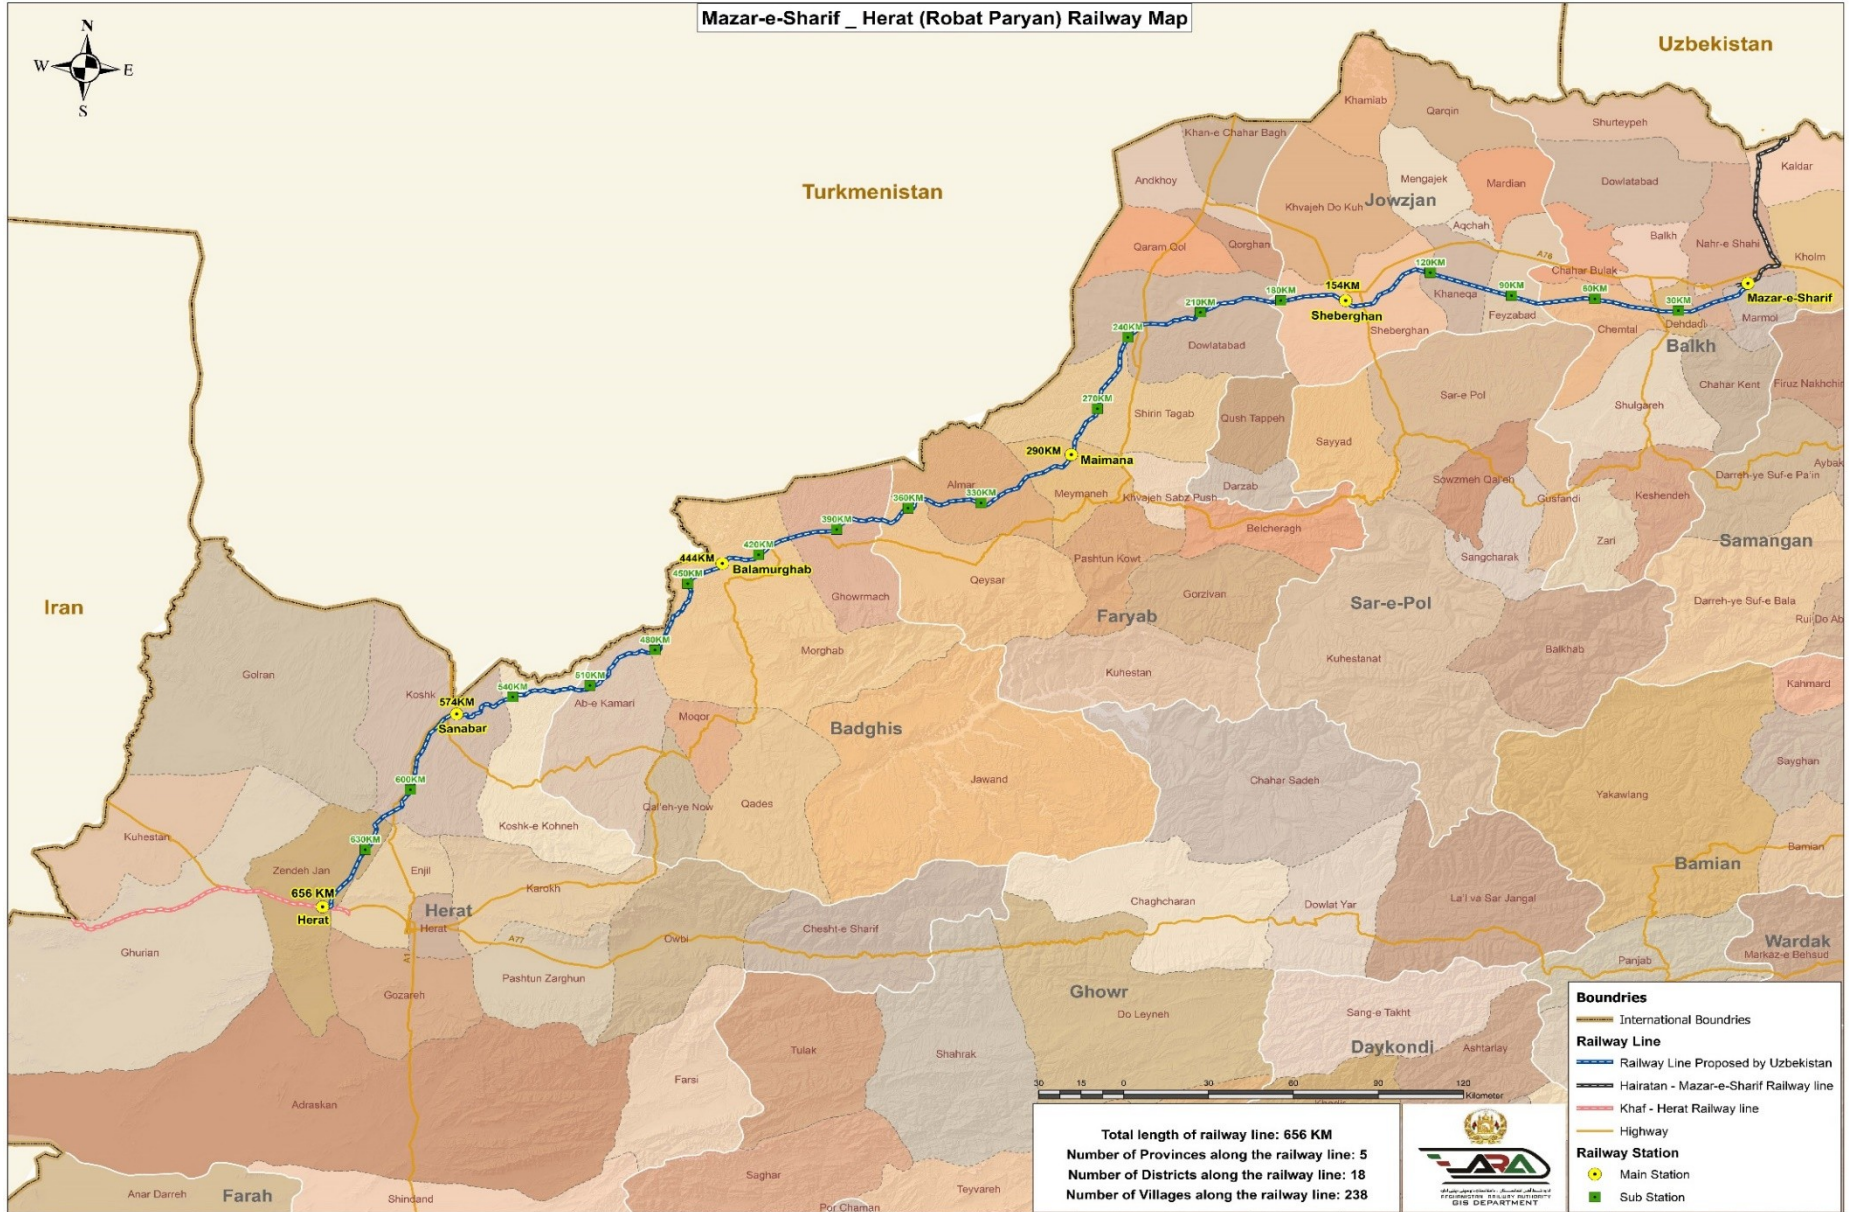 Mazar-e-Sharif _ Herat (Robat Paryan) Railway Map
N
W
E
S
Uzbekistan
Turkmenistan
Iran
Khamiab
Qarqin
Shurteypeh
Khan-e Chahar Bagh
Kaldar
Andkhoy
Mengajek
Mardian
Dowlatabad
Khvajeh Do Kuh
Jowzjan
Aqchah
Balkh
Nahr-e Shahi
Qaram Qol
Qorghan
A76
Kholm
Chahar Bulak
120KM
180KM
154KM
Khaneqa
90KM
60KM
30KM
Mazar-e-Sharif
210KM
Sheberghan
Feyzabad
Marmol
240KM
Sheberghan
Chemtal
Dehdadi
Dowlatabad
Balkh
270KM
Shirin Tagab
Qush Tappeh
Sar-e Pol
Chahar Kent
Firuz Nakhchir
Shulgareh
Sayyad
290KM
Maimana
Almar
Meymaneh
Khvajeh Sabz Push
Darzab
Sowzmeh Qal'eh
Gusfandi
Keshendeh
Darreh-ye Suf-e Pa'in
Aybak
360KM
330KM
390KM
Belcheragh
Sangcharak
Zari
Samangan
444KM
420KM
Balamurghab
450KM
Pashtun Kowt
Qeysar
Gorzivan
Ghowrmach
Faryab
Sar-e-Pol
Darreh-ye Suf-e Bala
Rui Do Ab
480KM
Morghab
Kuhestan
Kuhestanat
Balkhab
Golran
Koshk
540KM
510KM
Ab-e Kamari
Kahmard
574KM
Sanabar
Moqor
Badghis
Jawand
Chahar Sadeh
Sayghan
Yakawlang
600KM
Qal'eh-ye Now
Qades
Koshk-e Kohneh
Kuhestan
630KM
Zendeh Jan
Enjil
Karokh
Bamian
Bamian
656 KM
Herat
Herat
Herat
Chaghcharan
Dowlat Yar
La'l va Sar Jangal
Ghurian
A1
A77
Owbi
Chesht-e Sharif
Wardak
Markaz-e Behsud
Panjab
Gozareh
Pashtun Zarghun
Ghowr
Do Leyneh
Sang-e Takht
Daykondi
Ashtarlay
Tulak
Shahrak
Farsi
Adraskan
Saghar
Teyvareh
Por Chaman
Anar Darreh
Farah
Shindand
30 15 0 30 60 90 120
Kilometer
Total length of railway line: 656 KM
Number of Provinces along the railway line: 5
Number of Districts along the railway line: 18
Number of Villages along the railway line: 238
ARA
AFGHANISTAN RAILWAY AUTHORITY
GIS DEPARTMENT
Boundries
International Boundries
Railway Line
Railway Line Proposed by Uzbekistan
Hairatan - Mazar-e-Sharif Railway line
Khaf - Herat Railway line
Highway
Railway Station
Main Station
Sub Station